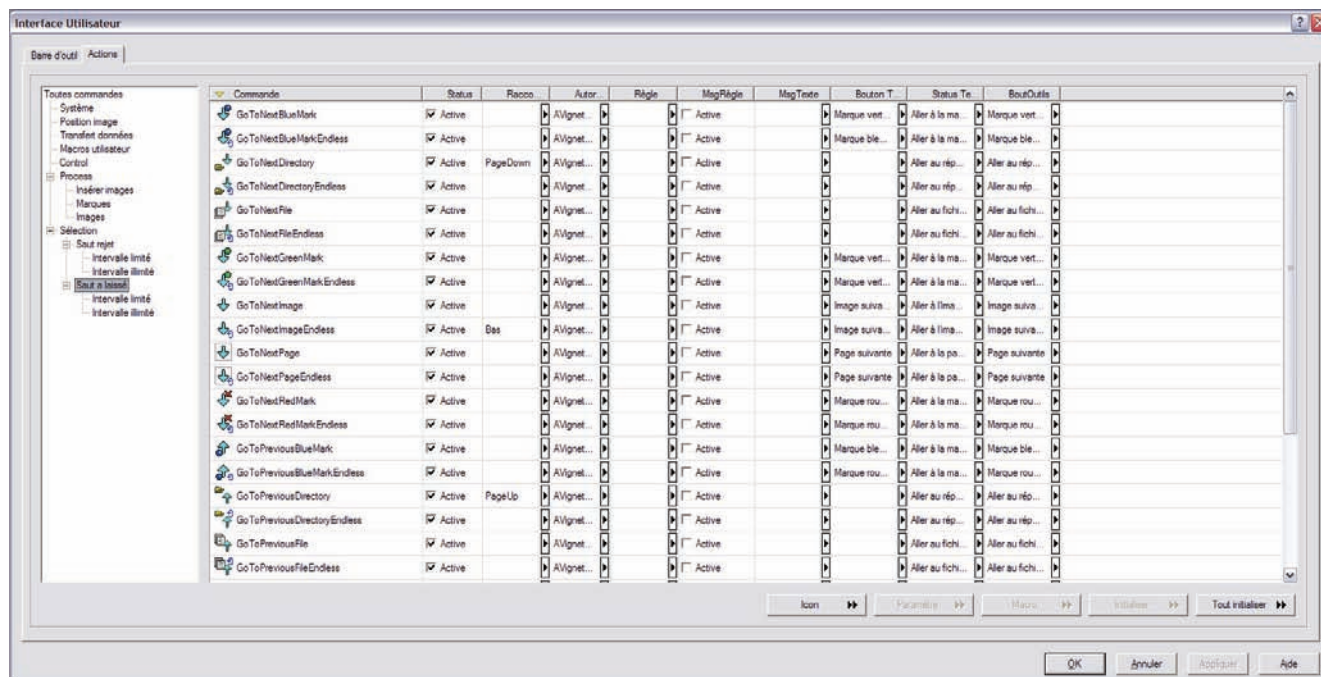 Interface Utilisateur
Barre d'outil Actions
Toutes commandes
Système
Position image
Transfert données
Macros utilisateur
Control
Process
Insérer images
Marques
Images
Sélection
Saut rejet
Intervalle limité
Intervalle illimité
Saut a laissé
Intervalle limité
Intervalle illimité
Commande Status Racco... Autor... Règle MsgRègle MsgTexte Bouton T... Status Te... BoutOutils
GoToNextBlueMark Active AVignet... Active Marque vert... Aller à la ma... Marque vert...
GoToNextBlueMarkEndless Active AVignet... Active Marque ble... Aller à la ma... Marque ble...
GoToNextDirectory Active PageDown AVignet... Active Aller au rép... Aller au rép...
GoToNextDirectoryEndless Active AVignet... Active Aller au rép... Aller au rép...
GoToNextFile Active AVignet... Active Aller au fichi... Aller au fichi...
GoToNextFileEndless Active AVignet... Active Aller au fichi... Aller au fichi...
GoToNextGreenMark Active AVignet... Active Marque vert... Aller à la ma... Marque vert...
GoToNextGreenMarkEndless Active AVignet... Active Marque vert... Aller à la ma... Marque vert...
GoToNextImage Active AVignet... Active Image suiva... Aller à l'ima... Image suiva...
GoToNextImageEndless Active Bas AVignet... Active Image suiva... Aller à l'ima... Image suiva...
GoToNextPage Active AVignet... Active Page suivante Aller à la pa... Page suivante
GoToNextPageEndless Active AVignet... Active Page suivante Aller à la pa... Page suivante
GoToNextRedMark Active AVignet... Active Marque rou... Aller à la ma... Marque rou...
GoToNextRedMarkEndless Active AVignet... Active Marque rou... Aller à la ma... Marque rou...
GoToPreviousBlueMark Active AVignet... Active Marque ble... Aller à la ma... Marque ble...
GoToPreviousBlueMarkEndless Active AVignet... Active Marque rou... Aller à la ma... Marque rou...
GoToPreviousDirectory Active PageUp AVignet... Active Aller au rép... Aller au rép...
GoToPreviousDirectoryEndless Active AVignet... Active Aller au rép... Aller au rép...
GoToPreviousFile Active AVignet... Active Aller au fichi... Aller au fichi...
GoToPreviousFileEndless Active AVignet... Active Aller au fichi... Aller au fichi...
Icon Paramètre Macro Initialiser Tout initialiser
OK Annuler Appliquer Aide